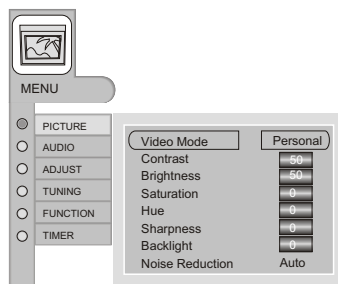 MENU
PICTURE
AUDIO
ADJUST
TUNING
FUNCTION
TIMER
Video Mode Personal
Contrast 50
Brightness 50
Saturation 0
Hue 0
Sharpness 0
Backlight 0
Noise Reduction Auto